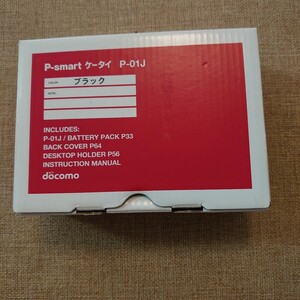 P-smart ケータイ P-01J
ブラック
INCLUDES:
P-01J / BATTERY PACK P33
BACK COVER P64
DESKTOP HOLDER P56
INSTRUCTION MANUAL
döcomo